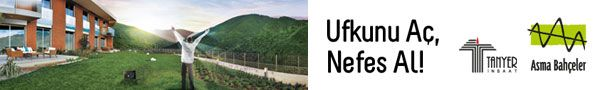 Ufkunu Aç,
Nefes Al!
TANYER
İNŞAAT
Asma Bahçeler